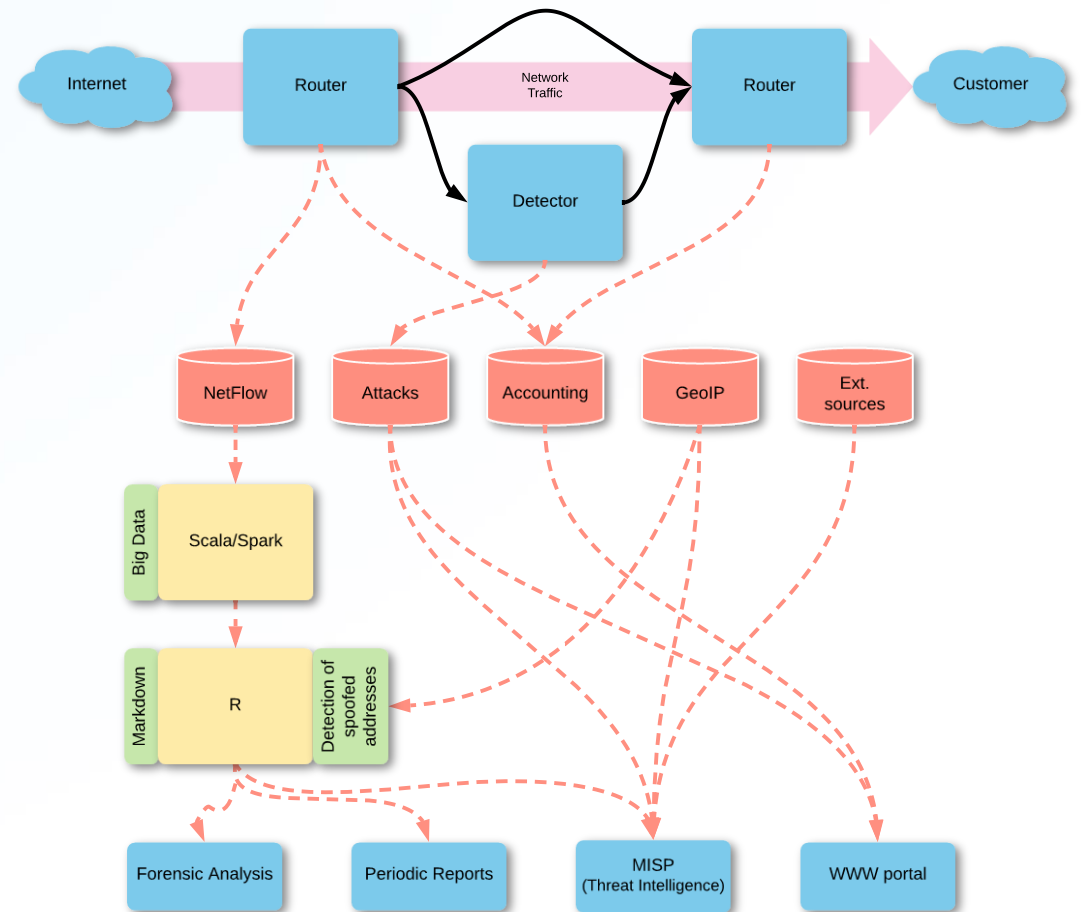 Internet
Router
Network
Traffic
Router
Customer
Detector
NetFlow
Attacks
Accounting
GeoIP
Ext.
sources
Big Data
Scala/Spark
Markdown
R
Detection of
spoofed
addresses
Forensic Analysis
Periodic Reports
MISP
(Threat Intelligence)
WWW portal